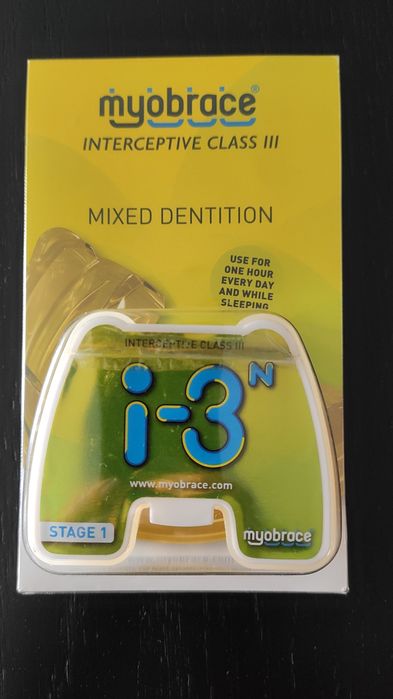 myobrace®
INTERCEPTIVE CLASS III
MIXED DENTITION
USE FOR
ONE HOUR
EVERY DAY
AND WHILE
SLEEPING
INTERCEPTIVE CLASS III
i-3N
www.myobrace.com
STAGE 1
myobrace®